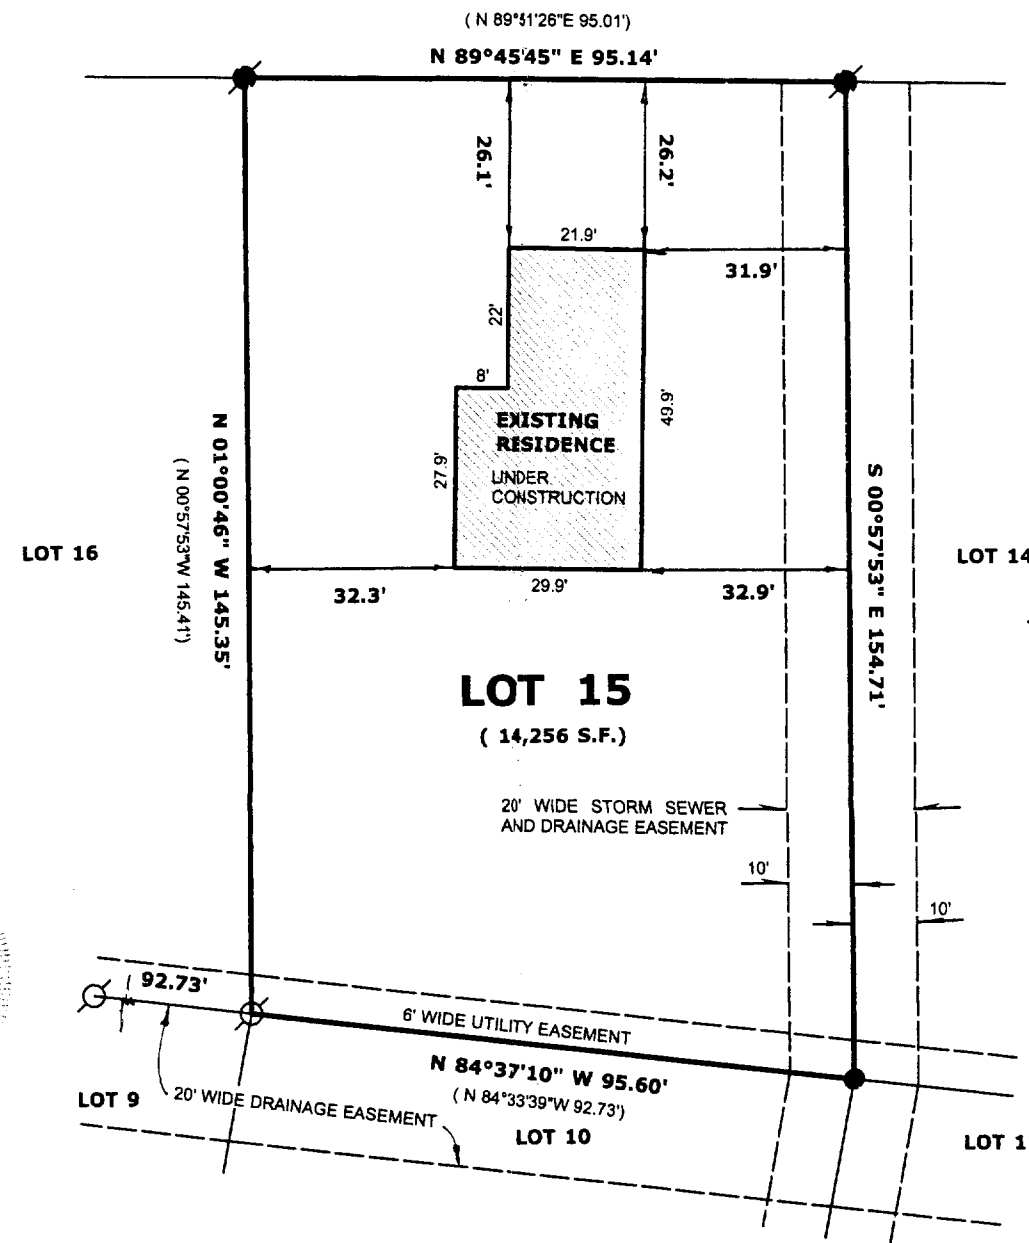 ( N 89°51'26"E 95.01')
N 89°45'45" E 95.14'
26.1'
26.2'
21.9'
31.9'
22'
8'
49.9'
EXISTING
RESIDENCE
27.9'
UNDER
CONSTRUCTION
N 01°00'46" W 145.35'
( N 00°57'53"W 145.41')
S 00°57'53" E 154.71'
LOT 16
LOT 14
32.3'
29.9'
32.9'
LOT 15
( 14,256 S.F.)
20' WIDE STORM SEWER
AND DRAINAGE EASEMENT
10'
10'
92.73'
6' WIDE UTILITY EASEMENT
N 84°37'10" W 95.60'
( N 84°33'39"W 92.73')
LOT 9
20' WIDE DRAINAGE EASEMENT
LOT 10
LOT 1